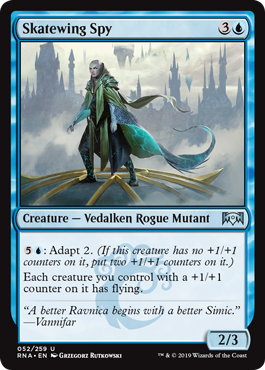 Skatewing Spy 3
Creature — Vedalken Rogue Mutant
5 : Adapt 2. (If this creature has no +1/+1
counters on it, put two +1/+1 counters on it.)
Each creature you control with a +1/+1
counter on it has flying.
“A better Ravnica begins with a better Simic.”
—Vannifar
2/3
052/259 U
RNA • EN Grzegorz Rutkowski ™ & © 2019 Wizards of the Coast